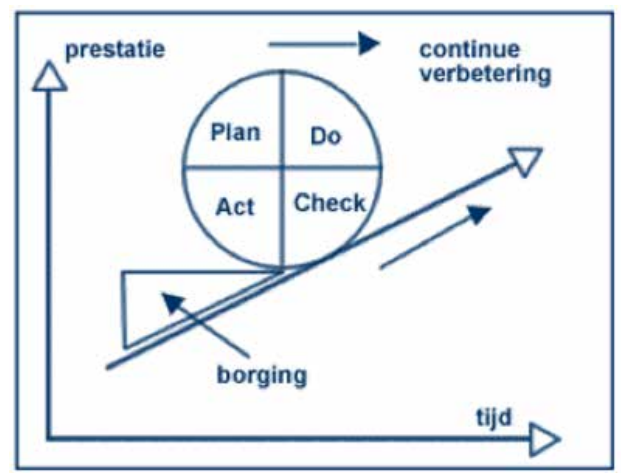 prestatie
continue
verbetering
Plan
Do
Act
Check
borging
tijd